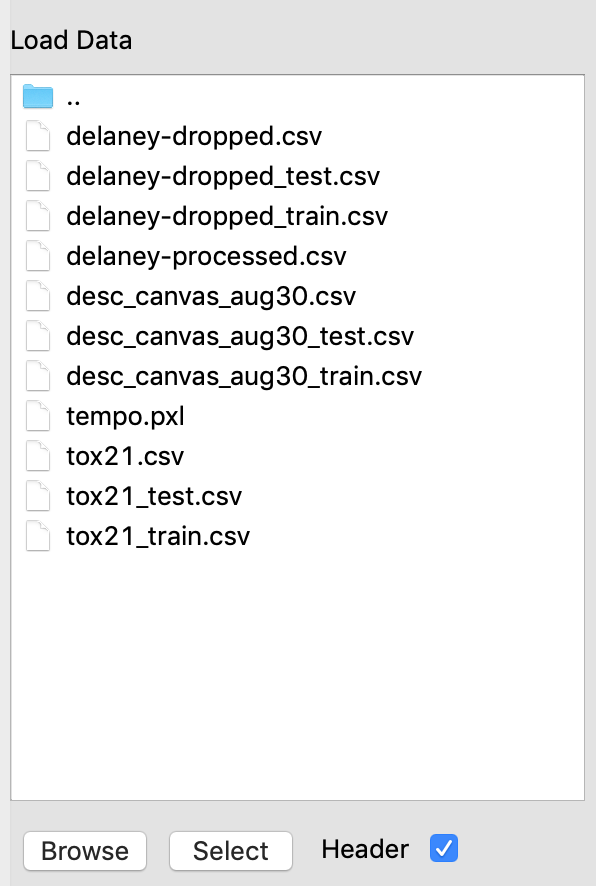 Load Data
..
delaney-dropped.csv
delaney-dropped_test.csv
delaney-dropped_train.csv
delaney-processed.csv
desc_canvas_aug30.csv
desc_canvas_aug30_test.csv
desc_canvas_aug30_train.csv
tempo.pxl
tox21.csv
tox21_test.csv
tox21_train.csv
Browse Select Header